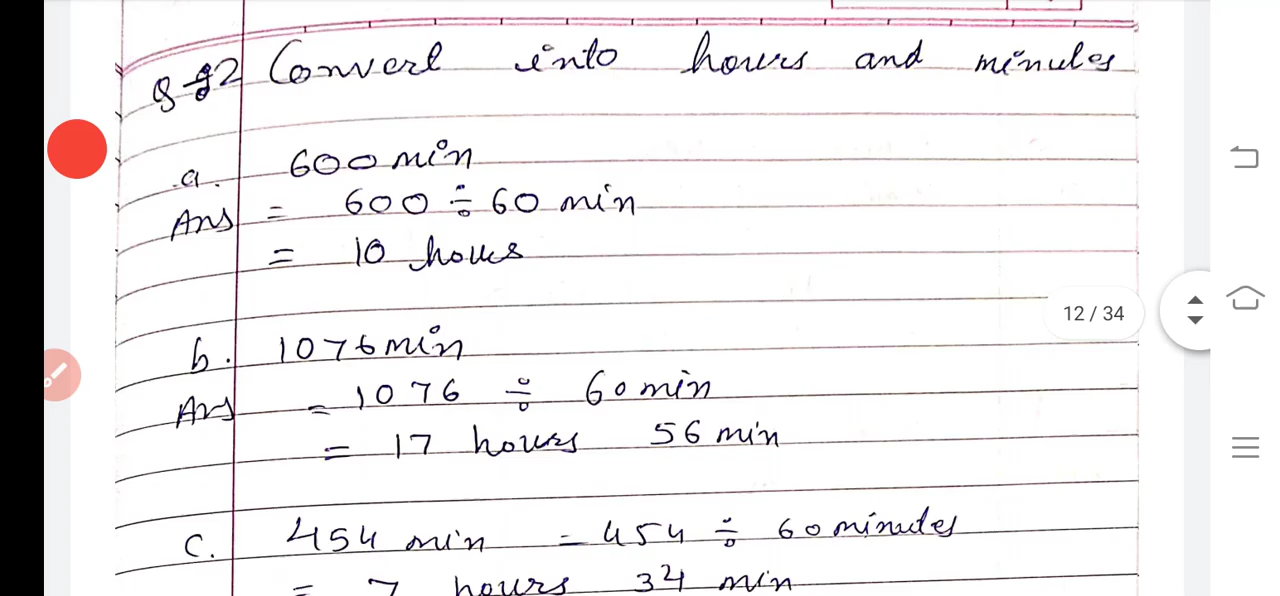 Q 2 Convert into hours and minutes
a. 600 min
Ans = 600 ÷ 60 min
= 10 hours
12 / 34
b. 1076 min
Ans = 1076 ÷ 60 min
= 17 hours 56 min
c. 454 min = 454 ÷ 60 minutes
= 7 hours 34 min